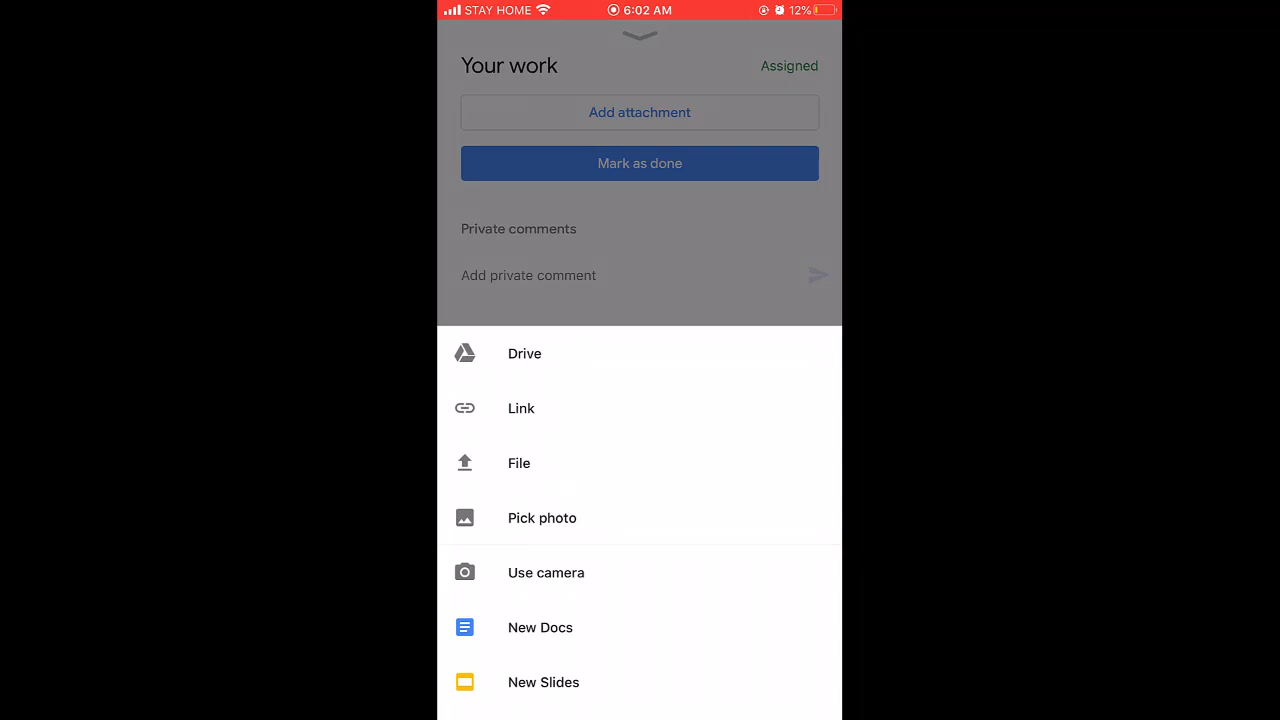 STAY HOME 6:02 AM 12%
Your work Assigned
Add attachment
Mark as done
Private comments
Add private comment
Drive
Link
File
Pick photo
Use camera
New Docs
New Slides